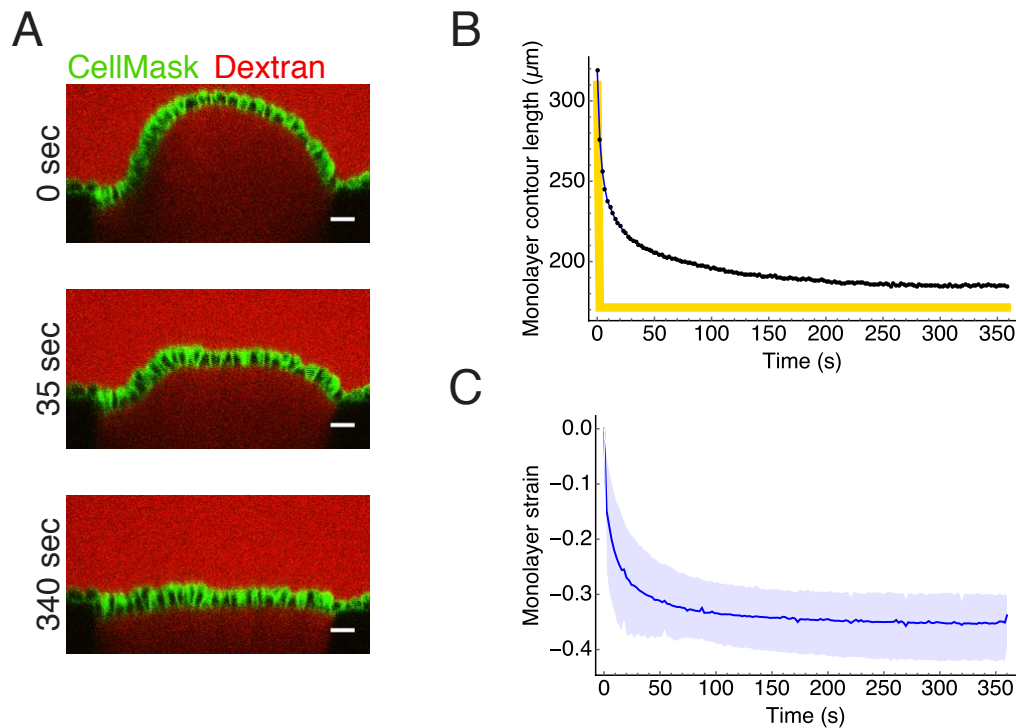 A
CellMask Dextran
0 sec
35 sec
340 sec
B
Monolayer contour length (μm)
300
250
200
0 50 100 150 200 250 300 350
Time (s)
C
Monolayer strain
0.0
−0.1
−0.2
−0.3
−0.4
0 50 100 150 200 250 300 350
Time (s)